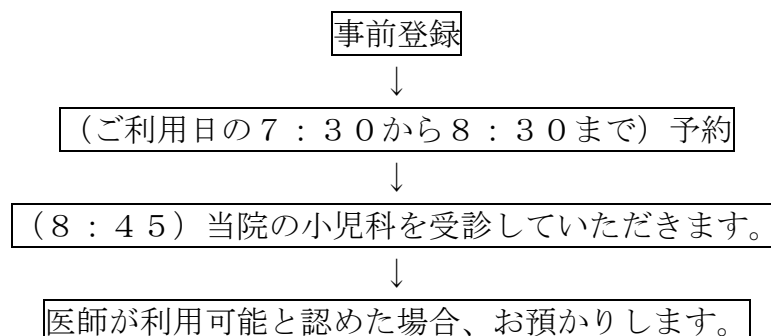 事前登録
↓
（ご利用日の７：３０から８：３０まで）予約
↓
（８：４５）当院の小児科を受診していただきます。
↓
医師が利用可能と認めた場合、お預かりします。